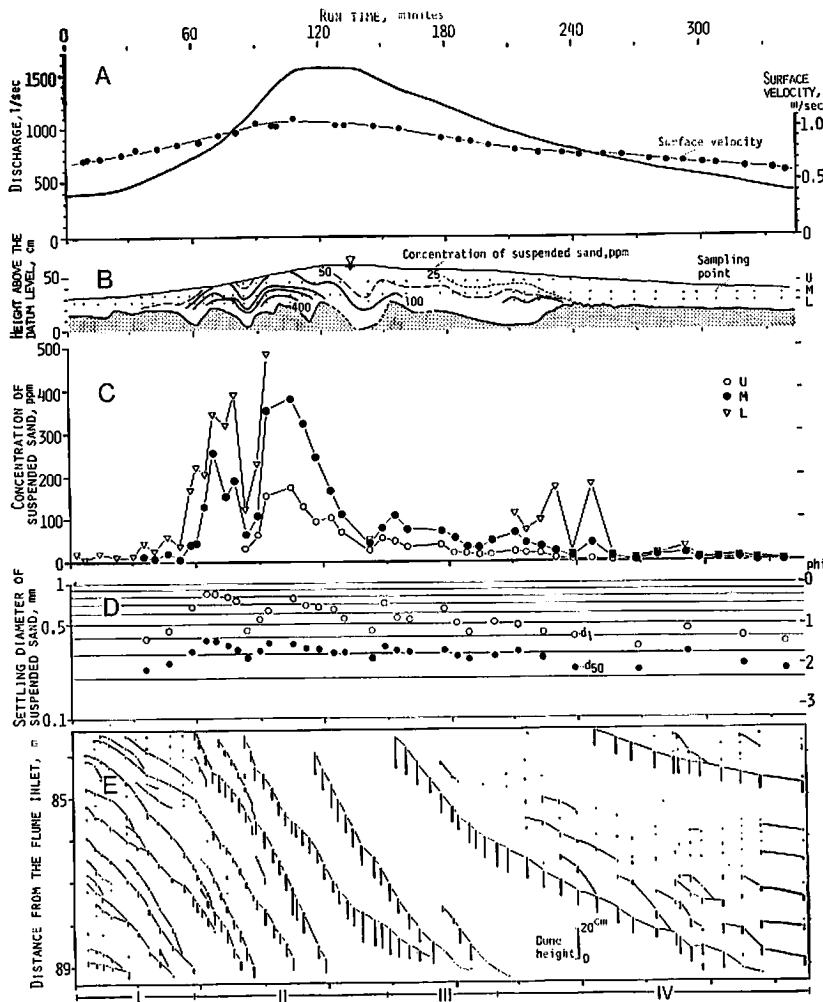 RUN TIME, minites
0 60 120 180 240 300
A
DISCHARGE, l/sec
1500
1000
500
0
SURFACE VELOCITY, m/sec
1.0
0.5
0
Surface velocity
B
HEIGHT ABOVE THE DATUM LEVEL, cm
50
0
Concentration of suspended sand, ppm
50
25
100
400
Sampling point
U
M
L
C
CONCENTRATION OF SUSPENDED SAND, ppm
500
400
300
200
100
0
U
M
L
D
SETTLING DIAMETER OF SUSPENDED SAND, mm
1
0.5
0.1
phi
0
1
2
3
d1
d50
E
DISTANCE FROM THE FLUME INLET, m
85
89
Dune height
20 cm
0
I II III IV